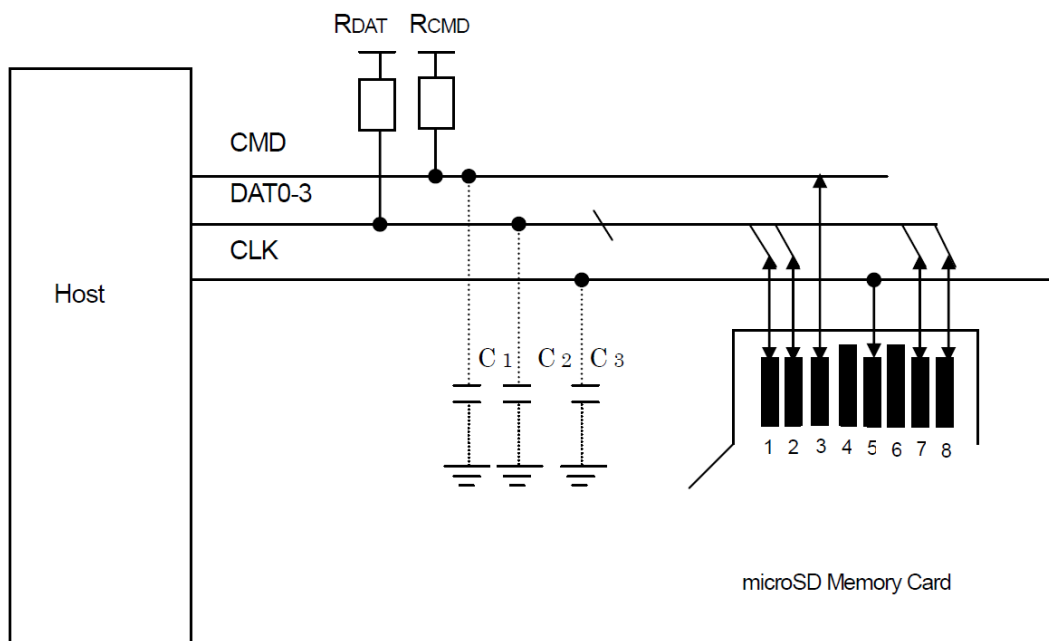 RDAT RCMD
CMD
DAT0-3
CLK
Host
C 1 C 2 C 3
1 2 3 4 5 6 7 8
microSD Memory Card